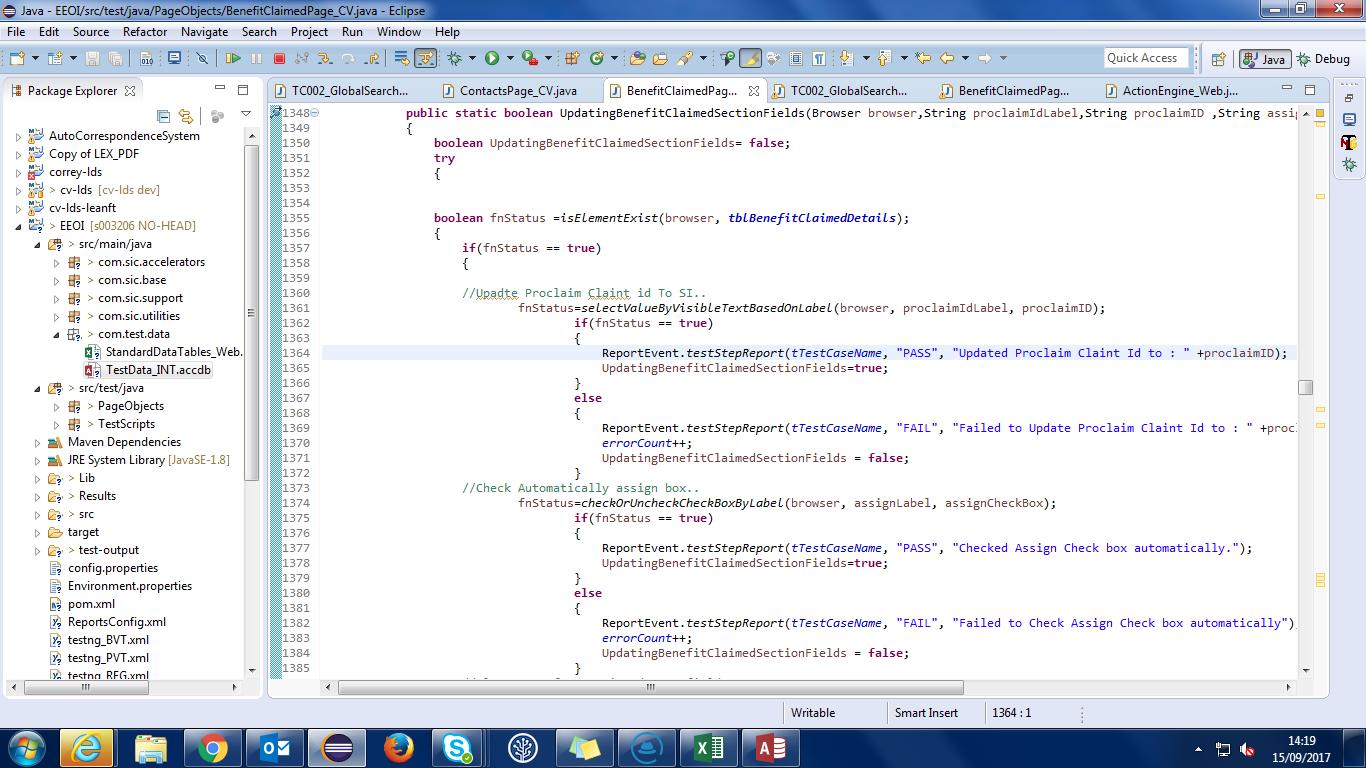 Java - EEOI/src/test/java/PageObjects/BenefitClaimedPage_CV.java - Eclipse
File Edit Source Refactor Navigate Search Project Run Window Help
Quick Access Java Debug
Package Explorer
TC002_GlobalSearch... ContactsPage_CV.java BenefitClaimedPag... TC002_GlobalSearch... BenefitClaimedPag... ActionEngine_Web.j...
AutoCorrespondenceSystem
Copy of LEX_PDF
correy-lds
> cv-lds [cv-lds dev]
cv-lds-leanft
> EEOI [s003206 NO-HEAD]
> src/main/java
> com.sic.accelerators
> com.sic.base
> com.sic.support
> com.sic.utilities
> com.test.data
StandardDataTables_Web.
TestData_INT.accdb
> src/test/java
> PageObjects
> TestScripts
Maven Dependencies
JRE System Library [JavaSE-1.8]
> Lib
> Results
> src
target
> test-output
config.properties
Environment.properties
pom.xml
ReportsConfig.xml
testng_BVT.xml
testng_PVT.xml
testng_REG.xml
1348 public static boolean UpdatingBenefitClaimedSectionFields(Browser browser,String proclaimIdLabel,String proclaimID ,String assig
1349 {
1350 boolean UpdatingBenefitClaimedSectionFields= false;
1351 try
1352 {
1353
1354
1355 boolean fnStatus =isElementExist(browser, tblBenefitClaimedDetails);
1356 {
1357 if(fnStatus == true)
1358 {
1359
1360 //Upadte Proclaim Claint id To SI..
1361 fnStatus=selectValueByVisibleTextBasedOnLabel(browser, proclaimIdLabel, proclaimID);
1362 if(fnStatus == true)
1363 {
1364 ReportEvent.testStepReport(tTestCaseName, "PASS", "Updated Proclaim Claint Id to : " +proclaimID);
1365 UpdatingBenefitClaimedSectionFields=true;
1366 }
1367 else
1368 {
1369 ReportEvent.testStepReport(tTestCaseName, "FAIL", "Failed to Update Proclaim Claint Id to : " +procl
1370 errorCount++;
1371 UpdatingBenefitClaimedSectionFields = false;
1372 }
1373 //Check Automatically assign box..
1374 fnStatus=checkOrUncheckCheckBoxByLabel(browser, assignLabel, assignCheckBox);
1375 if(fnStatus == true)
1376 {
1377 ReportEvent.testStepReport(tTestCaseName, "PASS", "Checked Assign Check box automatically.");
1378 UpdatingBenefitClaimedSectionFields=true;
1379 }
1380 else
1381 {
1382 ReportEvent.testStepReport(tTestCaseName, "FAIL", "Failed to Check Assign Check box automatically")
1383 errorCount++;
1384 UpdatingBenefitClaimedSectionFields = false;
1385 }
Writable Smart Insert 1364 : 1
14:19
15/09/2017